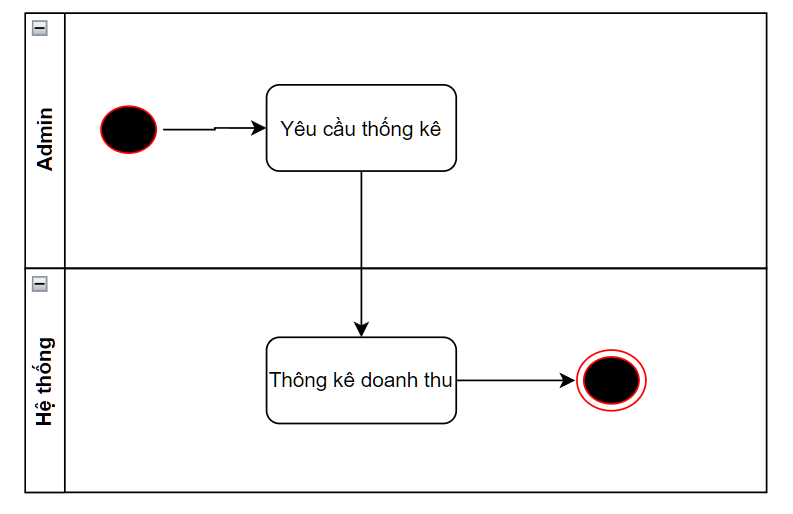 Admin
Yêu cầu thống kê
Hệ thống
Thông kê doanh thu